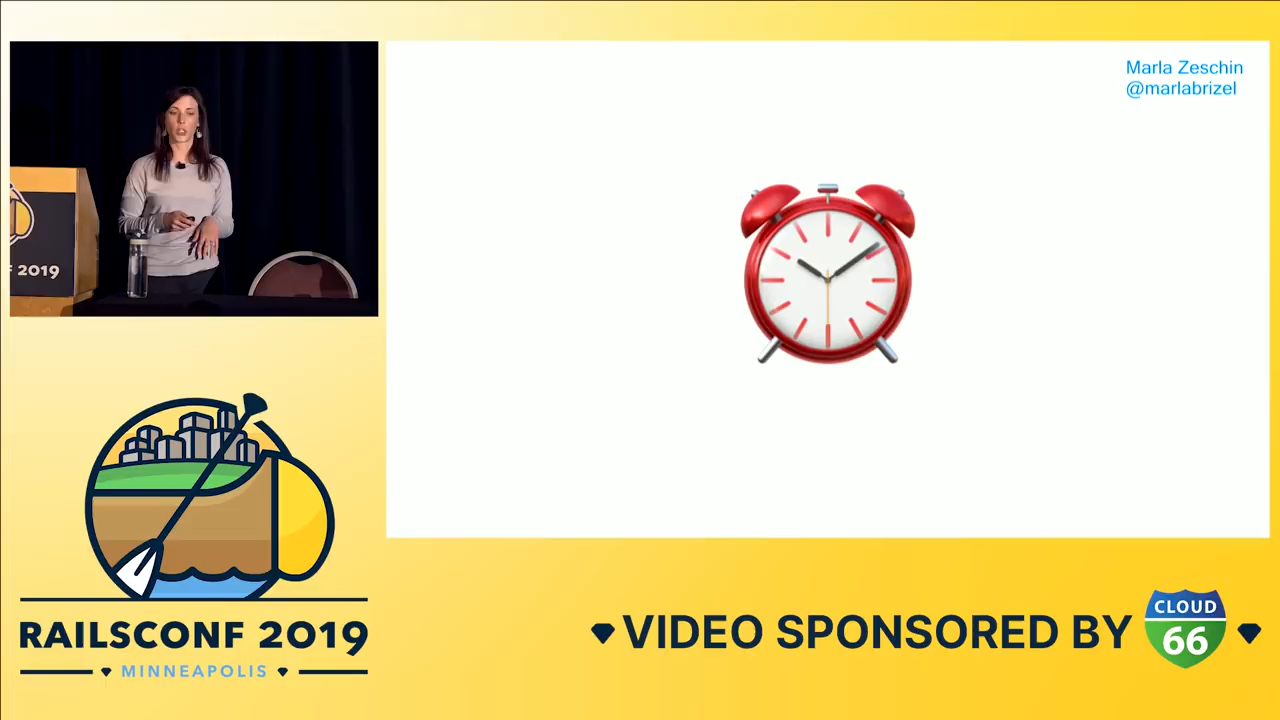 Marla Zeschin
@marlabrizel
F 2019
RAILSCONF 2019
MINNEAPOLIS
VIDEO SPONSORED BY
CLOUD
66